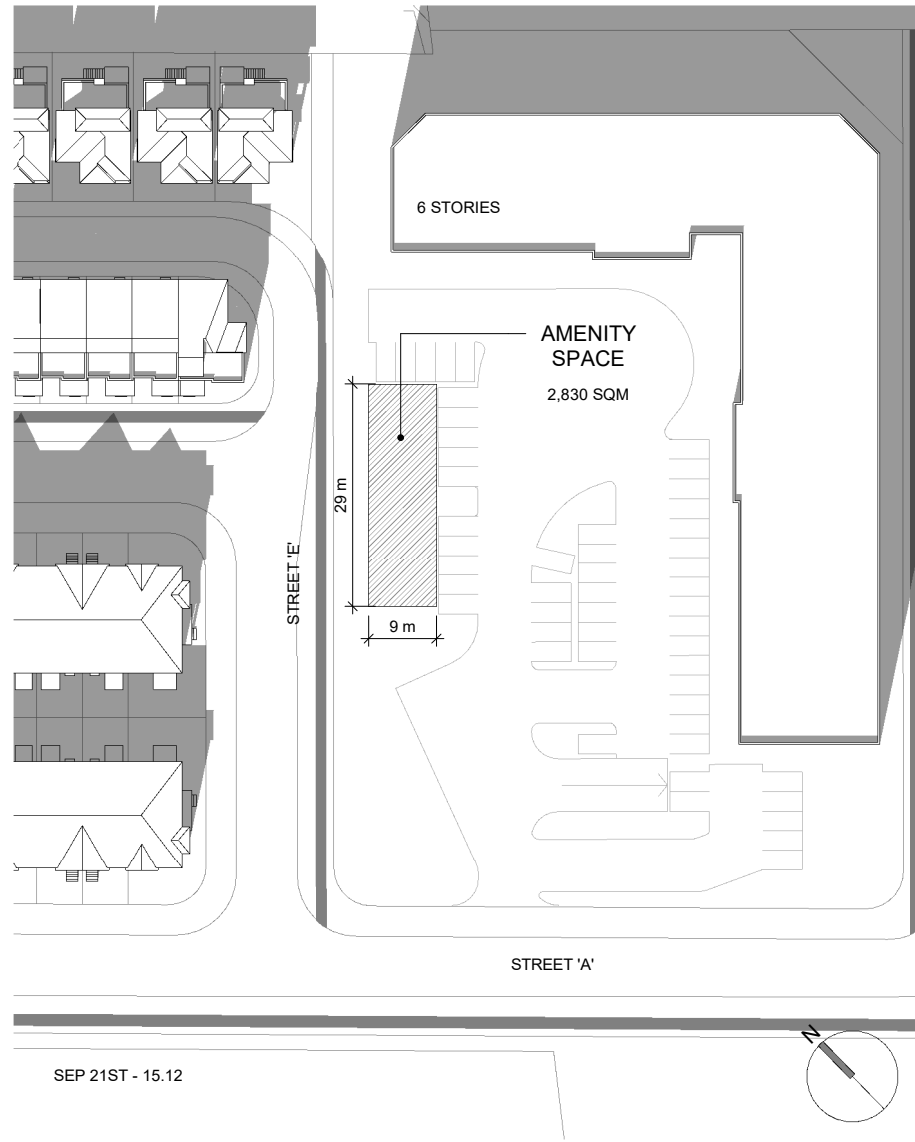 6 STORIES
AMENITY
SPACE
2,830 SQM
29 m
STREET 'E'
9 m
STREET 'A'
N
SEP 21ST - 15.12